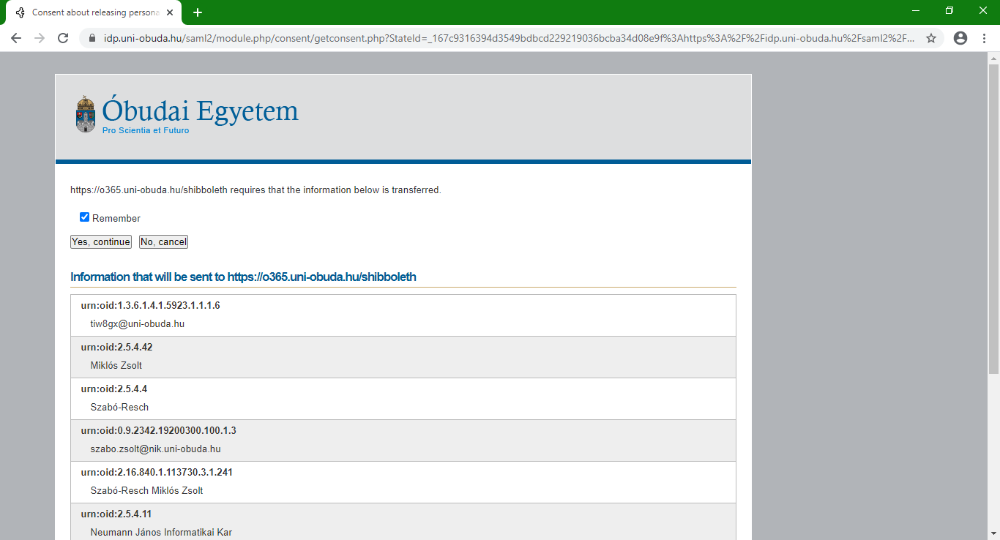 Consent about releasing persona
idp.uni-obuda.hu/saml2/module.php/consent/getconsent.php?StateId=_167c9316394d3549bdbcd229219036bcba34d08e9f%3Ahttps%3A%2F%2Fidp.uni-obuda.hu%2Fsaml2%2F...
Óbudai Egyetem
Pro Scientia et Futuro
https://o365.uni-obuda.hu/shibboleth requires that the information below is transferred.
Remember
Yes, continue No, cancel
Information that will be sent to https://o365.uni-obuda.hu/shibboleth
urn:oid:1.3.6.1.4.1.5923.1.1.1.6
tiw8gx@uni-obuda.hu
urn:oid:2.5.4.42
Miklós Zsolt
urn:oid:2.5.4.4
Szabó-Resch
urn:oid:0.9.2342.19200300.100.1.3
szabo.zsolt@nik.uni-obuda.hu
urn:oid:2.16.840.1.113730.3.1.241
Szabó-Resch Miklós Zsolt
urn:oid:2.5.4.11
Neumann János Informatikai Kar